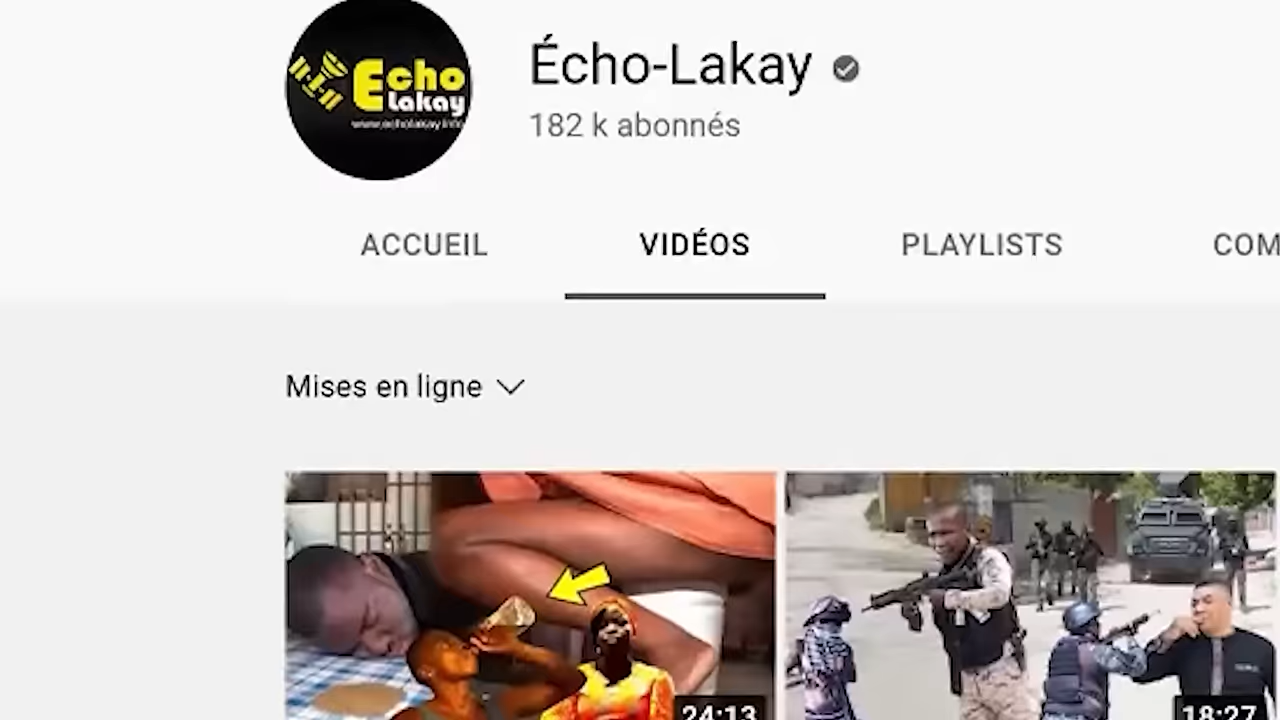 Echo
Lakay
www.echolakay.info
Écho-Lakay
182 k abonnés
ACCUEIL
VIDÉOS
PLAYLISTS
COM
Mises en ligne
24:13
18:27